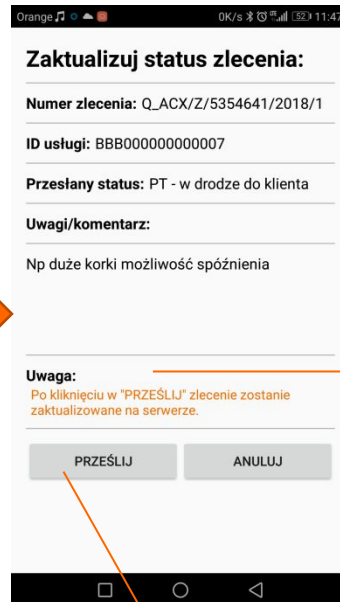 Orange 0K/s 52 11:47
Zaktualizuj status zlecenia:
Numer zlecenia: Q_ACX/Z/5354641/2018/1
ID usługi: BBB000000000007
Przesłany status: PT - w drodze do klienta
Uwagi/komentarz:
Np duże korki możliwość spóźnienia
Uwaga:
Po kliknięciu w "PRZEŚLIJ" zlecenie zostanie
zaktualizowane na serwerze.
PRZEŚLIJ ANULUJ